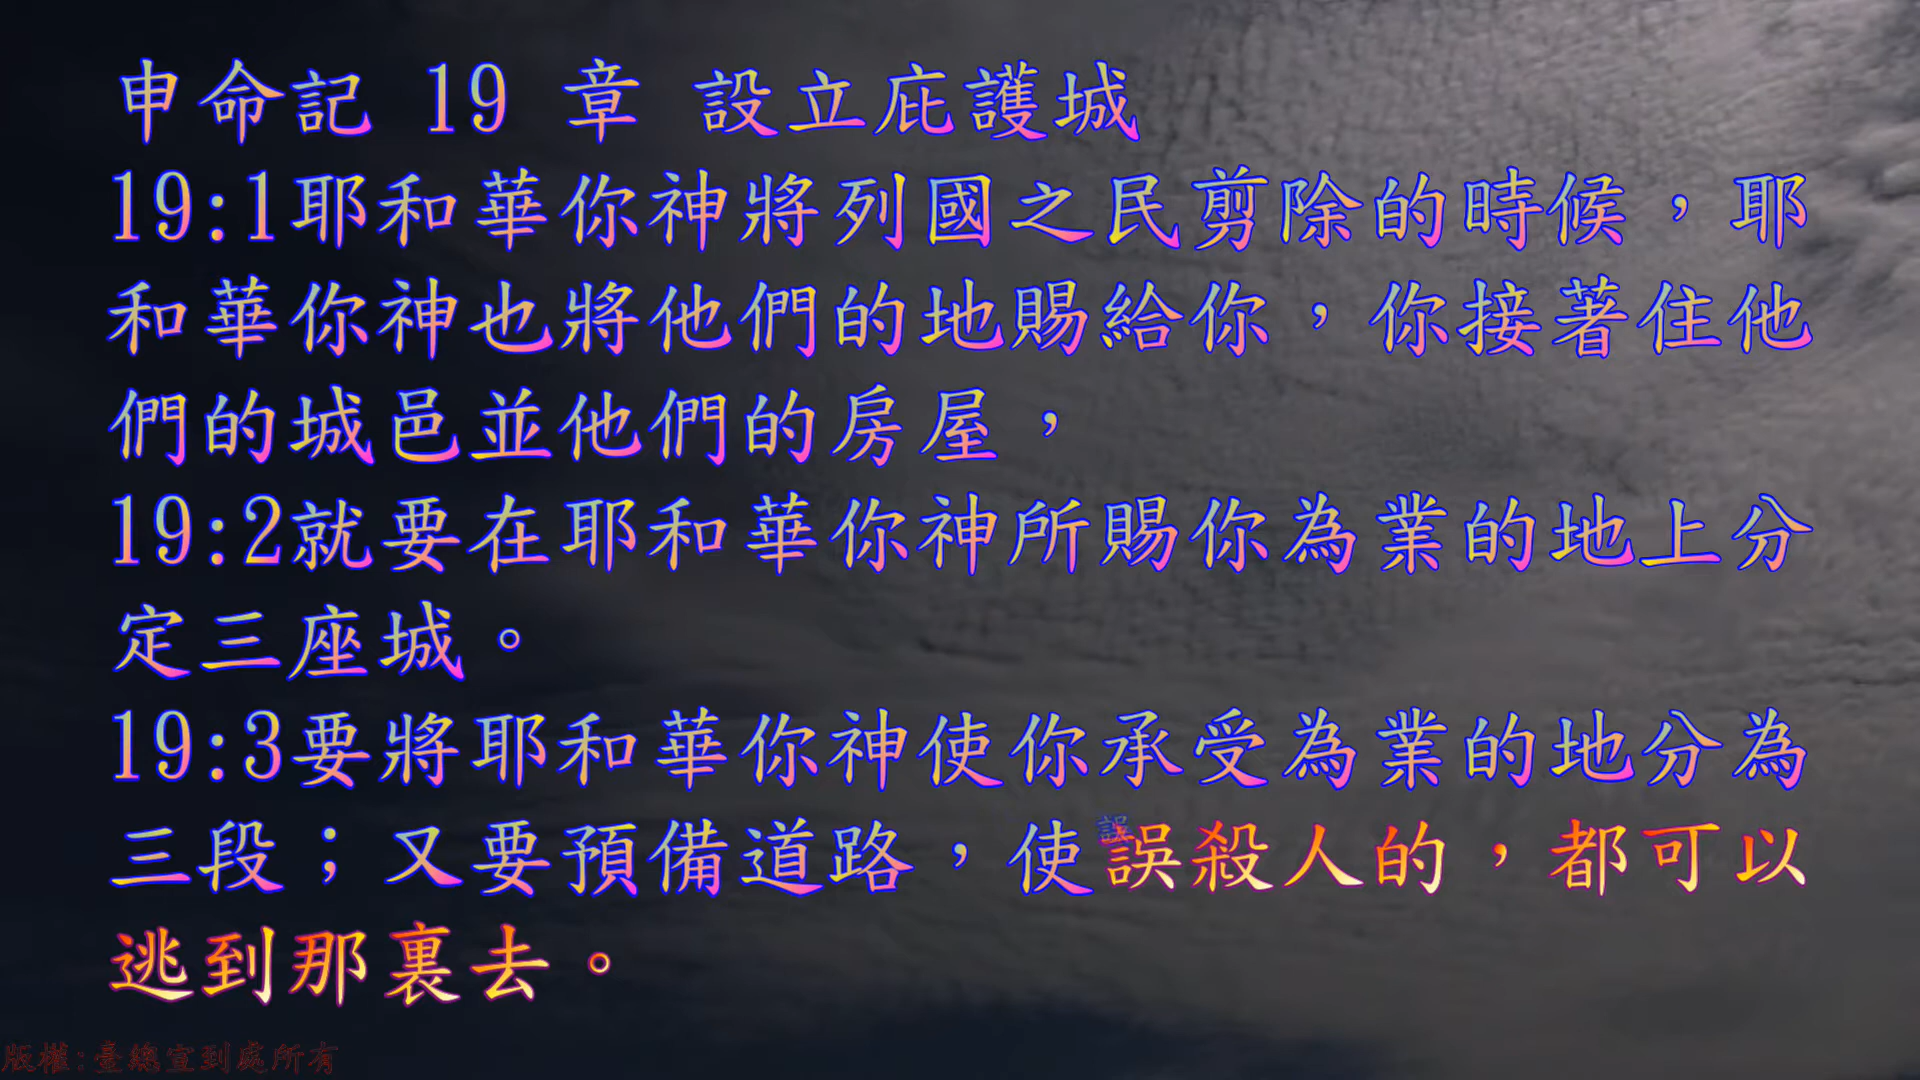 申命記 19 章 設立庇護城
19:1耶和華你神將列國之民剪除的時候，耶
和華你神也將他們的地賜給你，你接著住他
們的城邑並他們的房屋，
19:2就要在耶和華你神所賜你為業的地上分
定三座城。
19:3要將耶和華你神使你承受為業的地分為
三段；又要預備道路，使誤殺人的，都可以
逃到那裏去。
版權:臺總宣到處所有